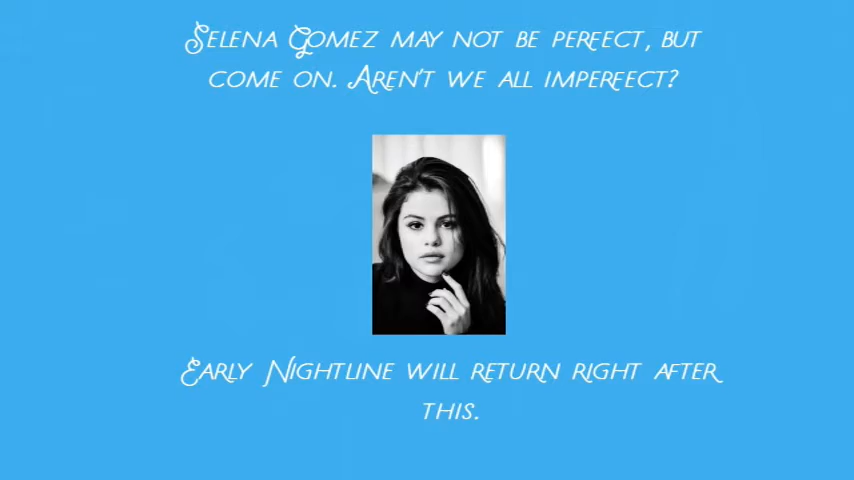 Selena Gomez may not be perfect, but
come on. Aren't we all imperfect?
Early Nightline will return right after
this.